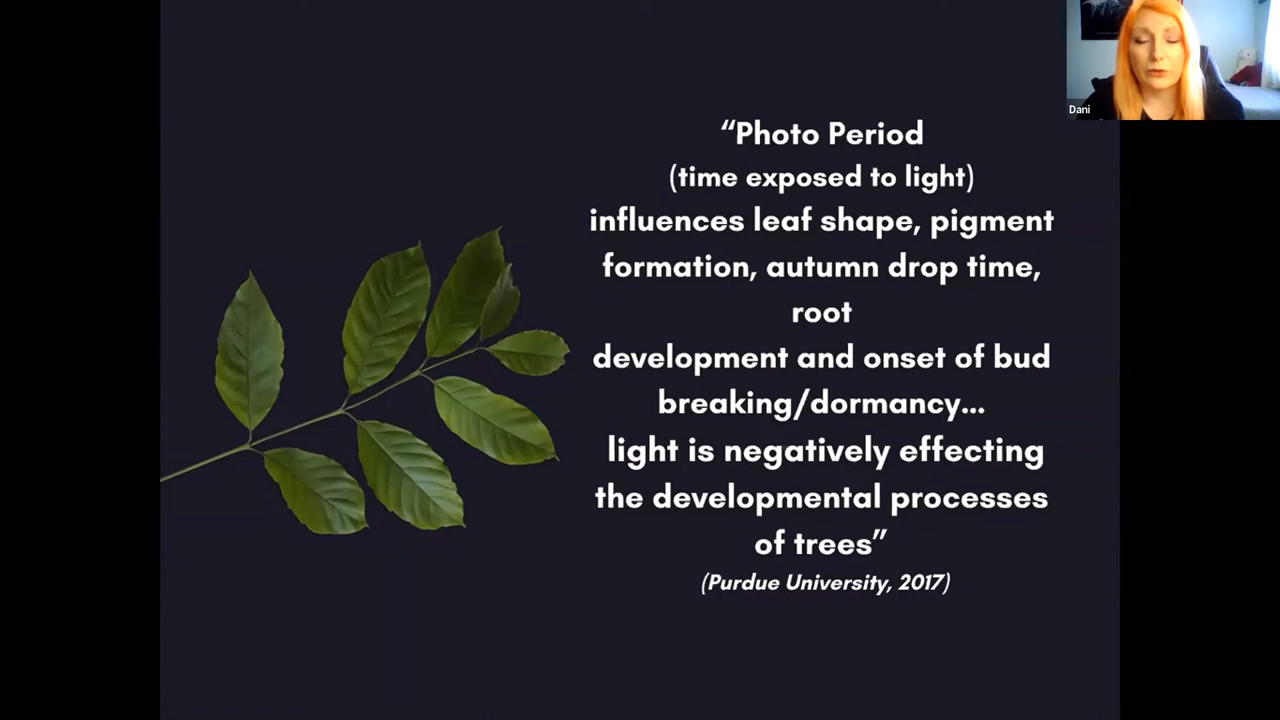 “Photo Period
(time exposed to light)
influences leaf shape, pigment
formation, autumn drop time,
root
development and onset of bud
breaking/dormancy...
light is negatively effecting
the developmental processes
of trees”
(Purdue University, 2017)
Dani